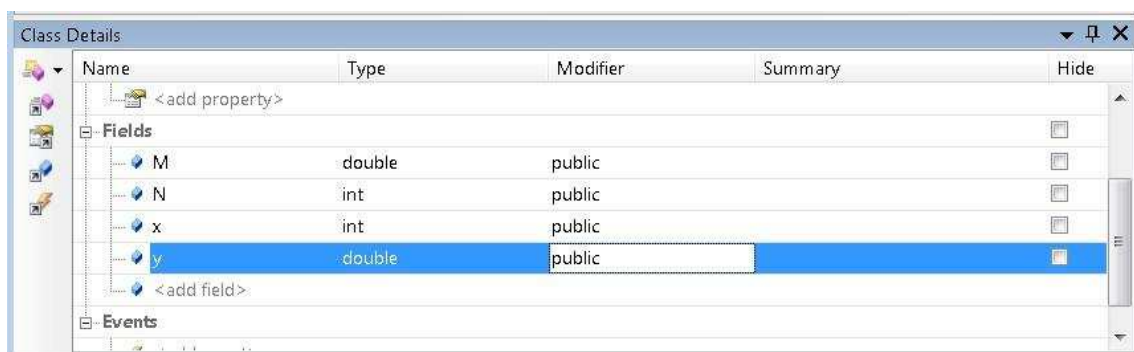 Class Details
Name Type Modifier Summary Hide
<add property>
Fields
M double public
N int public
x int public
y double public
<add field>
Events